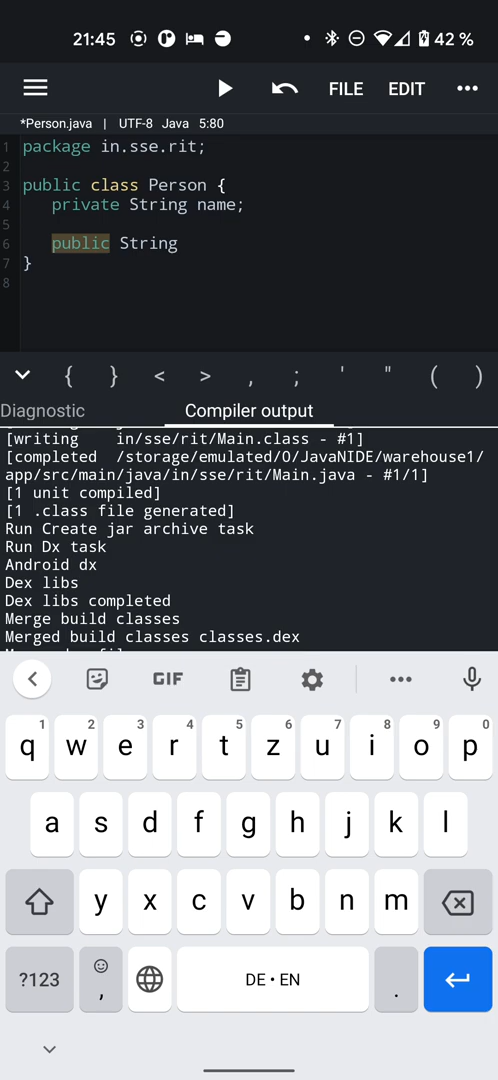 21:45 42 %
FILE EDIT
*Person.java | UTF-8 Java 5:80
1 package in.sse.rit;
2
3 public class Person {
4 private String name;
5
6 public String
7 }
8
{ } < > , ; ' " ( )
Diagnostic Compiler output
[writing in/sse/rit/Main.class - #1]
[completed /storage/emulated/0/JavaNIDE/warehouse1/
app/src/main/java/in/sse/rit/Main.java - #1/1]
[1 unit compiled]
[1 .class file generated]
Run Create jar archive task
Run Dx task
Android dx
Dex libs
Dex libs completed
Merge build classes
Merged build classes classes.dex
GIF
1 2 3 4 5 6 7 8 9 0
q w e r t z u i o p
a s d f g h j k l
y x c v b n m
?123 , DE • EN .